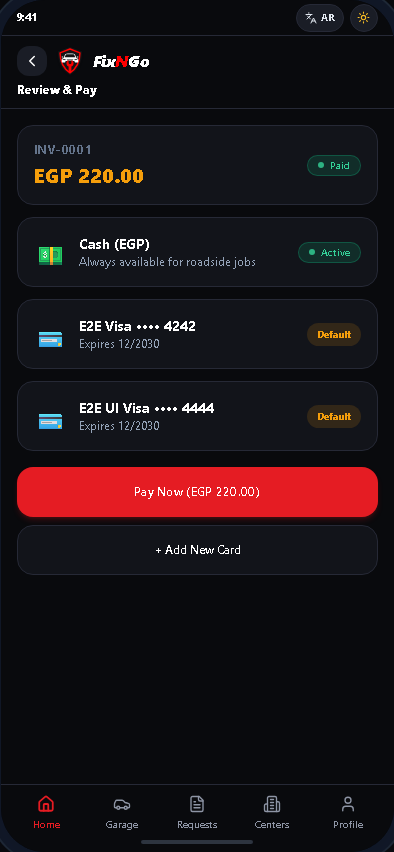 9:41
AR
FixNGo
Review & Pay
INV-0001
EGP 220.00
Paid
Cash (EGP)
Always available for roadside jobs
Active
E2E Visa •••• 4242
Expires 12/2030
Default
E2E UI Visa •••• 4444
Expires 12/2030
Default
Pay Now (EGP 220.00)
+ Add New Card
Home Garage Requests Centers Profile